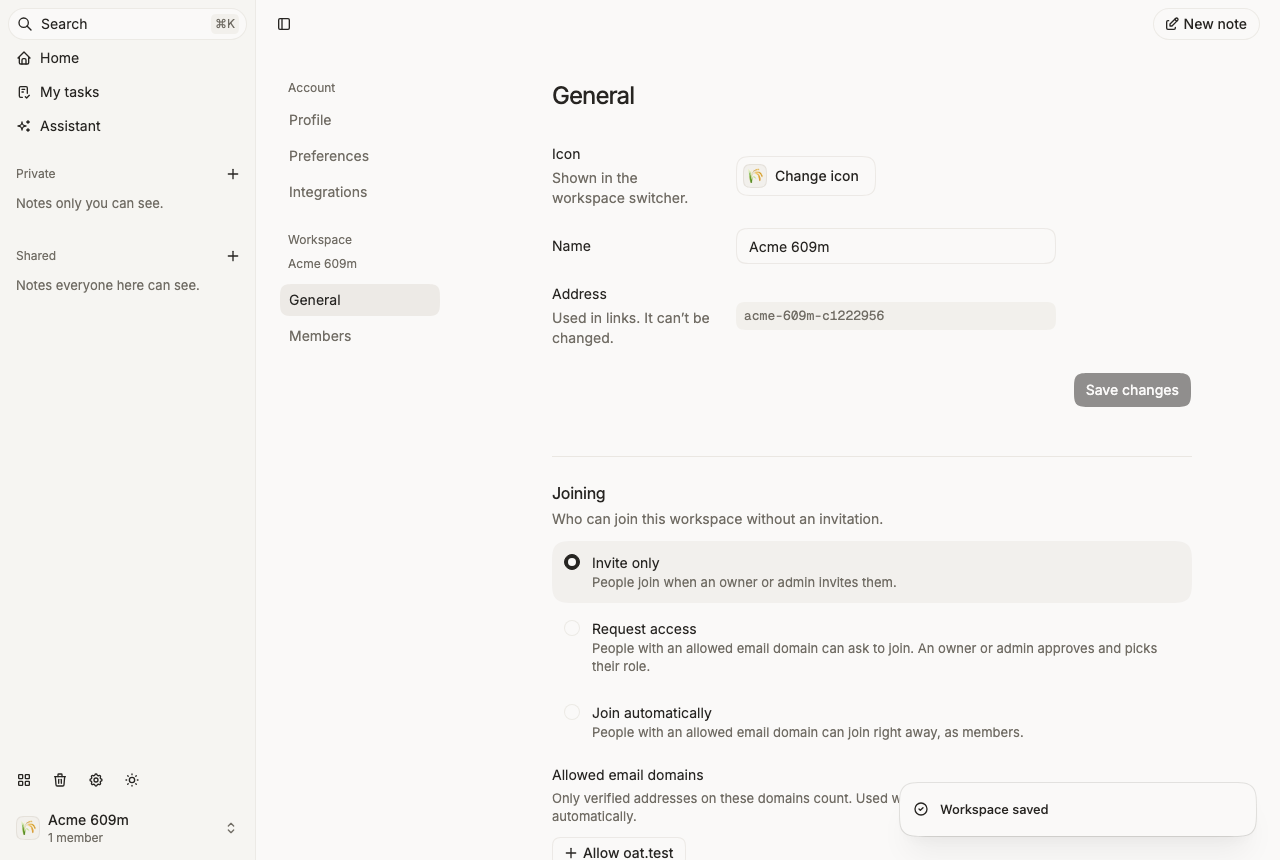 Search ⌘K
Home
My tasks
Assistant
Private
Notes only you can see.
Shared
Notes everyone here can see.
Acme 609m
1 member
New note
Account
Profile
Preferences
Integrations
Workspace
Acme 609m
General
Members
General
Icon
Shown in the
workspace switcher.
Change icon
Name
Acme 609m
Address
Used in links. It can’t be
changed.
acme-609m-c1222956
Save changes
Joining
Who can join this workspace without an invitation.
Invite only
People join when an owner or admin invites them.
Request access
People with an allowed email domain can ask to join. An owner or admin approves and picks
their role.
Join automatically
People with an allowed email domain can join right away, as members.
Allowed email domains
Only verified addresses on these domains count. Used
automatically.
Allow oat.test
Workspace saved